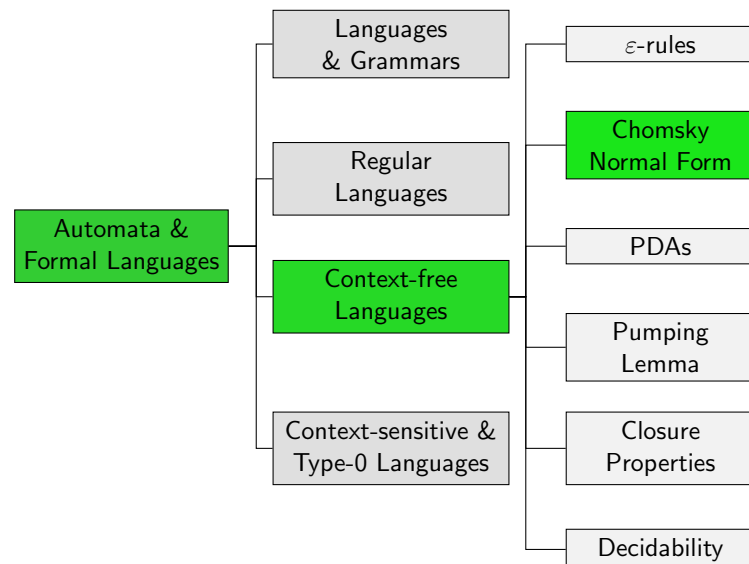 Automata &
Formal Languages
Languages
& Grammars
Regular
Languages
Context-free
Languages
Context-sensitive &
Type-0 Languages
ε-rules
Chomsky
Normal Form
PDAs
Pumping
Lemma
Closure
Properties
Decidability